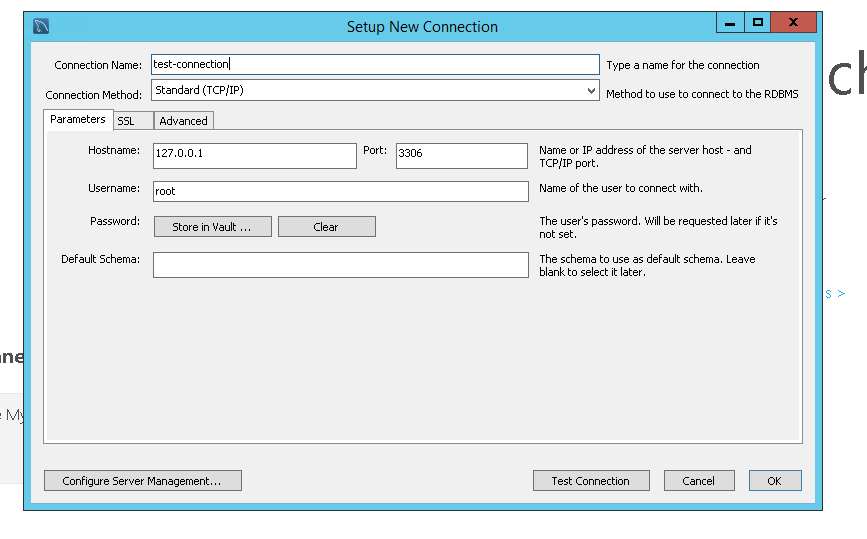 Setup New Connection
Connection Name: test-connection Type a name for the connection
Connection Method: Standard (TCP/IP) Method to use to connect to the RDBMS
Parameters SSL Advanced
Hostname: 127.0.0.1 Port: 3306 Name or IP address of the server host - and
TCP/IP port.
Username: root Name of the user to connect with.
Password: Store in Vault ... Clear The user's password. Will be requested later if it's
not set.
Default Schema: The schema to use as default schema. Leave
blank to select it later.
s >
Configure Server Management... Test Connection Cancel OK